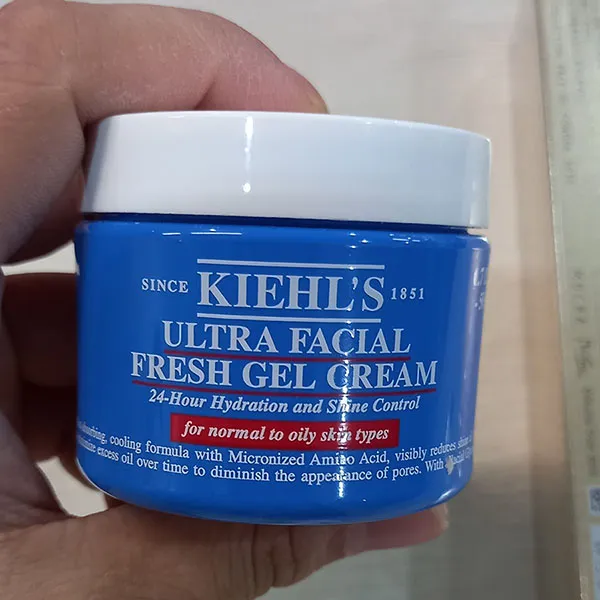 SINCE KIEHL'S 1851
ULTRA FACIAL
FRESH GEL CREAM
24-Hour Hydration and Shine Control
for normal to oily skin types
cooling formula with Micronized Amino Acid, visibly reduces
excess oil over time to diminish the appearance of pores. With